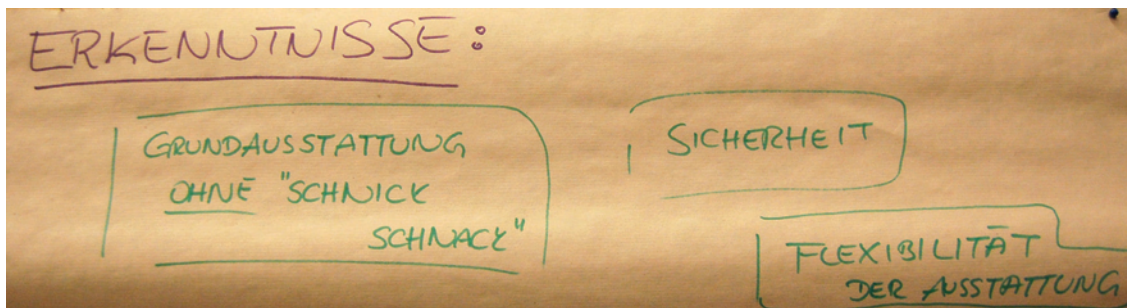 ERKENNTNISSE:
GRUNDAUSSTATTUNG
OHNE "SCHNICK
SCHNACK"
SICHERHEIT
FLEXIBILITÄT
DER AUSSTATTUNG